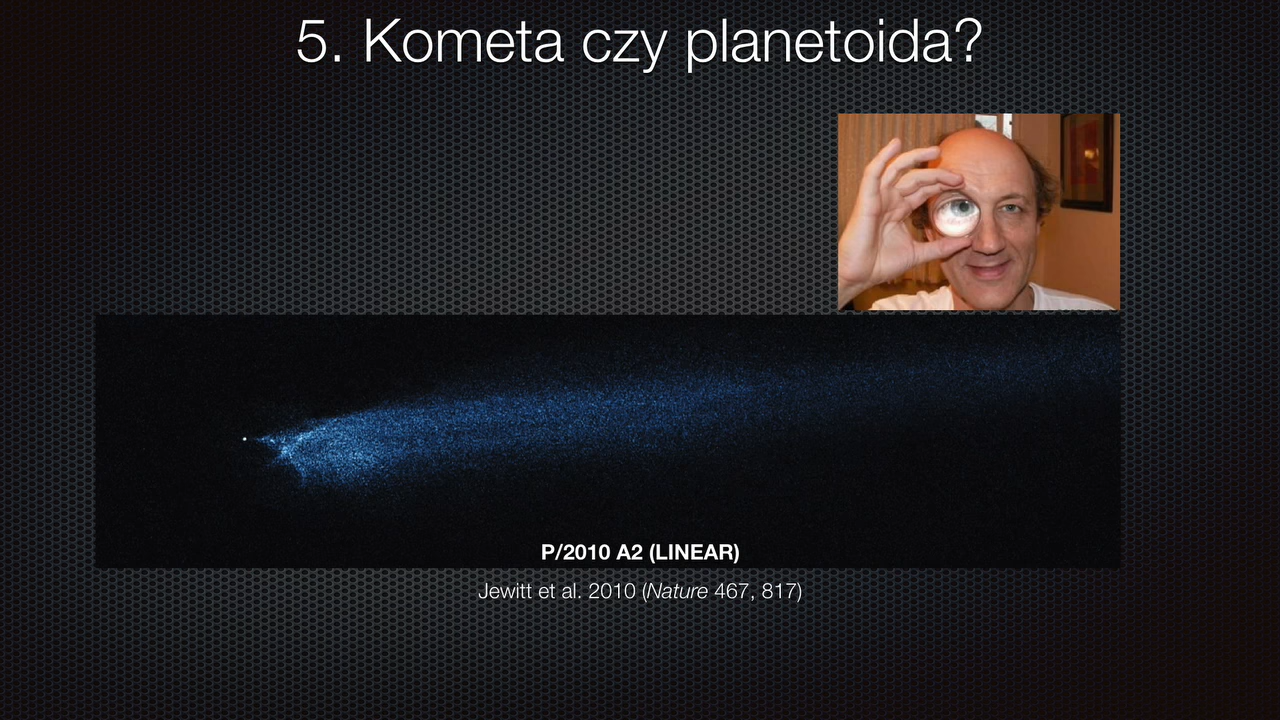 5. Kometa czy planetoida?
P/2010 A2 (LINEAR)
Jewitt et al. 2010 (Nature 467, 817)